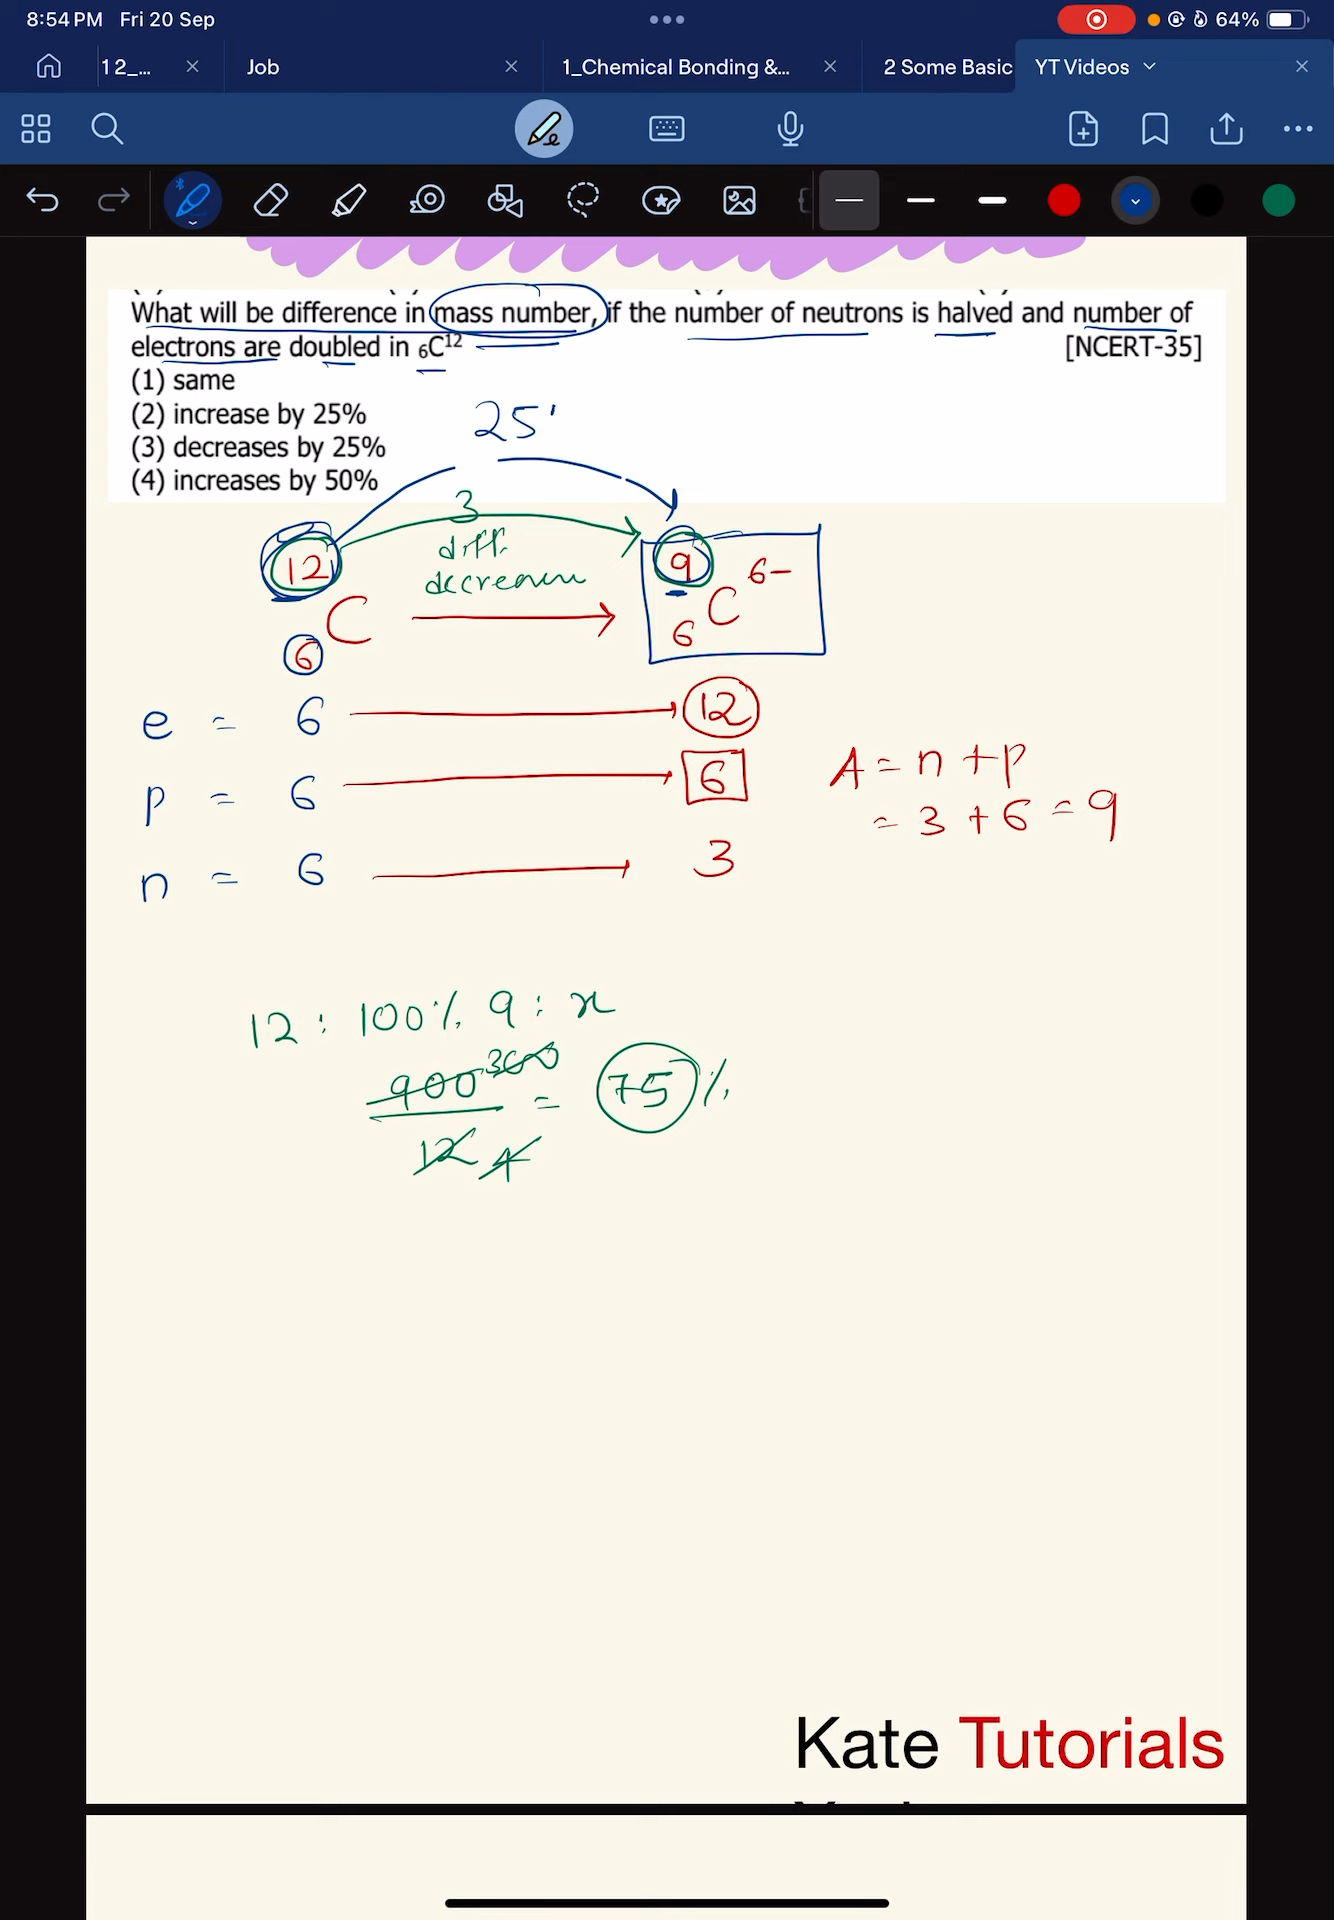 8:54 PM Fri 20 Sep
64%
1 2_...
Job
1_Chemical Bonding &...
2 Some Basic
YT Videos
What will be difference in mass number, if the number of neutrons is halved and number of
electrons are doubled in ₆C¹² [NCERT-35]
(1) same
(2) increase by 25%
(3) decreases by 25%
(4) increases by 50%
25'
3
diff.
12
6
C
9
6
C
6-
e = 6 12
p = 6 6
n = 6 3
A = n + p
= 3 + 6 = 9
12 : 100% 9 : x
900 300
12 4
= 75 %
Kate Tutorials